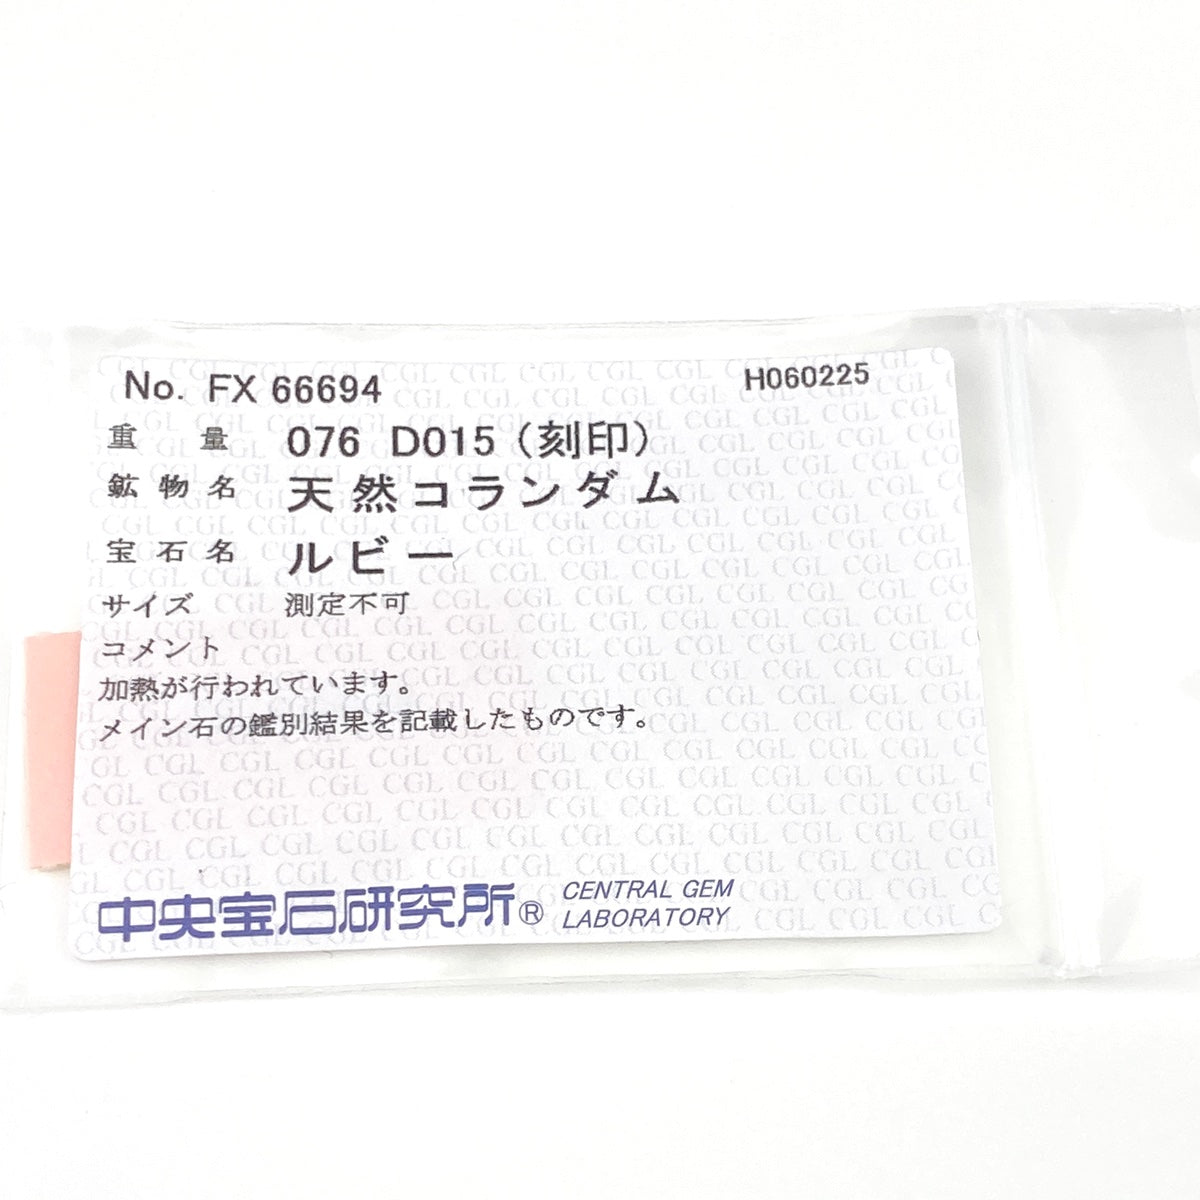 No. FX 66694 H060225
重量 076 D015 (刻印)
鉱物名 天然コランダム
宝石名 ルビー
サイズ 測定不可
コメント
加熱が行われています。
メイン石の鑑別結果を記載したものです。
中央宝石研究所® CENTRAL GEM
LABORATORY